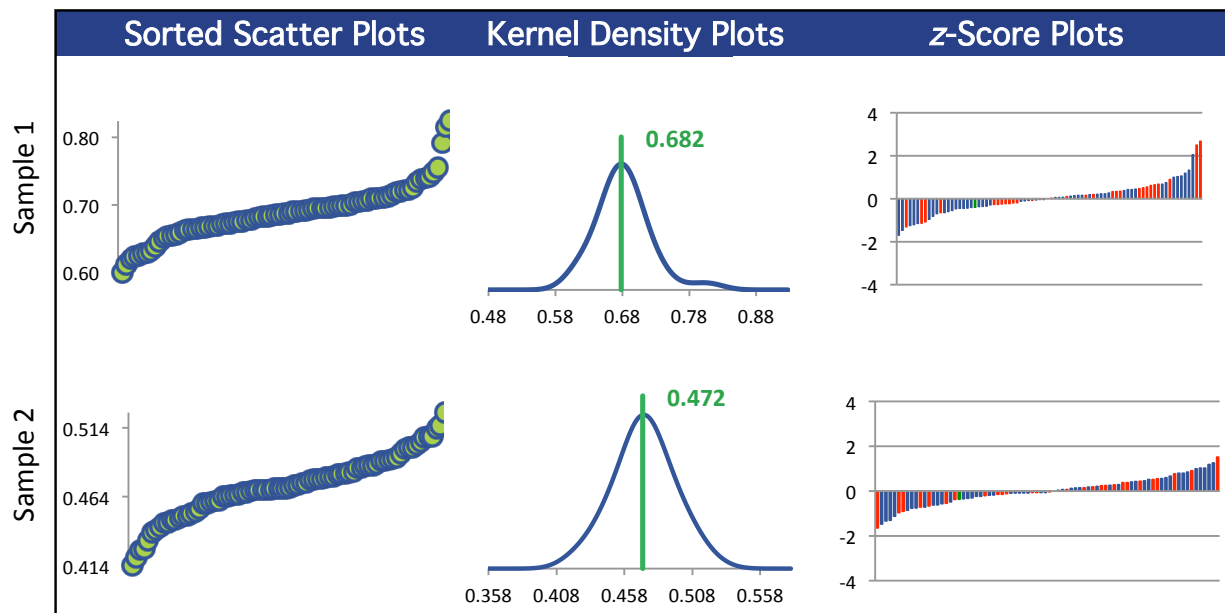 Sorted Scatter Plots
Kernel Density Plots
z-Score Plots
Sample 1
0.80
0.70
0.60
0.682
0.48 0.58 0.68 0.78 0.88
4
2
0
-2
-4
Sample 2
0.514
0.464
0.414
0.472
0.358 0.408 0.458 0.508 0.558
4
2
0
-2
-4